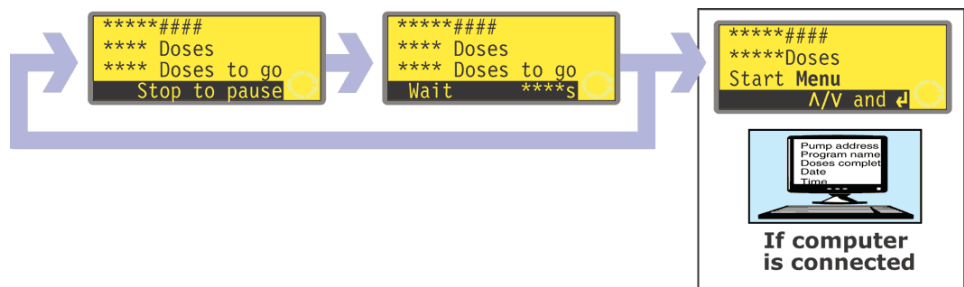 *****####
**** Doses
**** Doses to go
Stop to pause
*****####
**** Doses
**** Doses to go
Wait ****s
*****####
*****Doses
Start Menu
Λ/V and ↲
Pump address
Program name
Doses complet
Date
Time
If computer
is connected